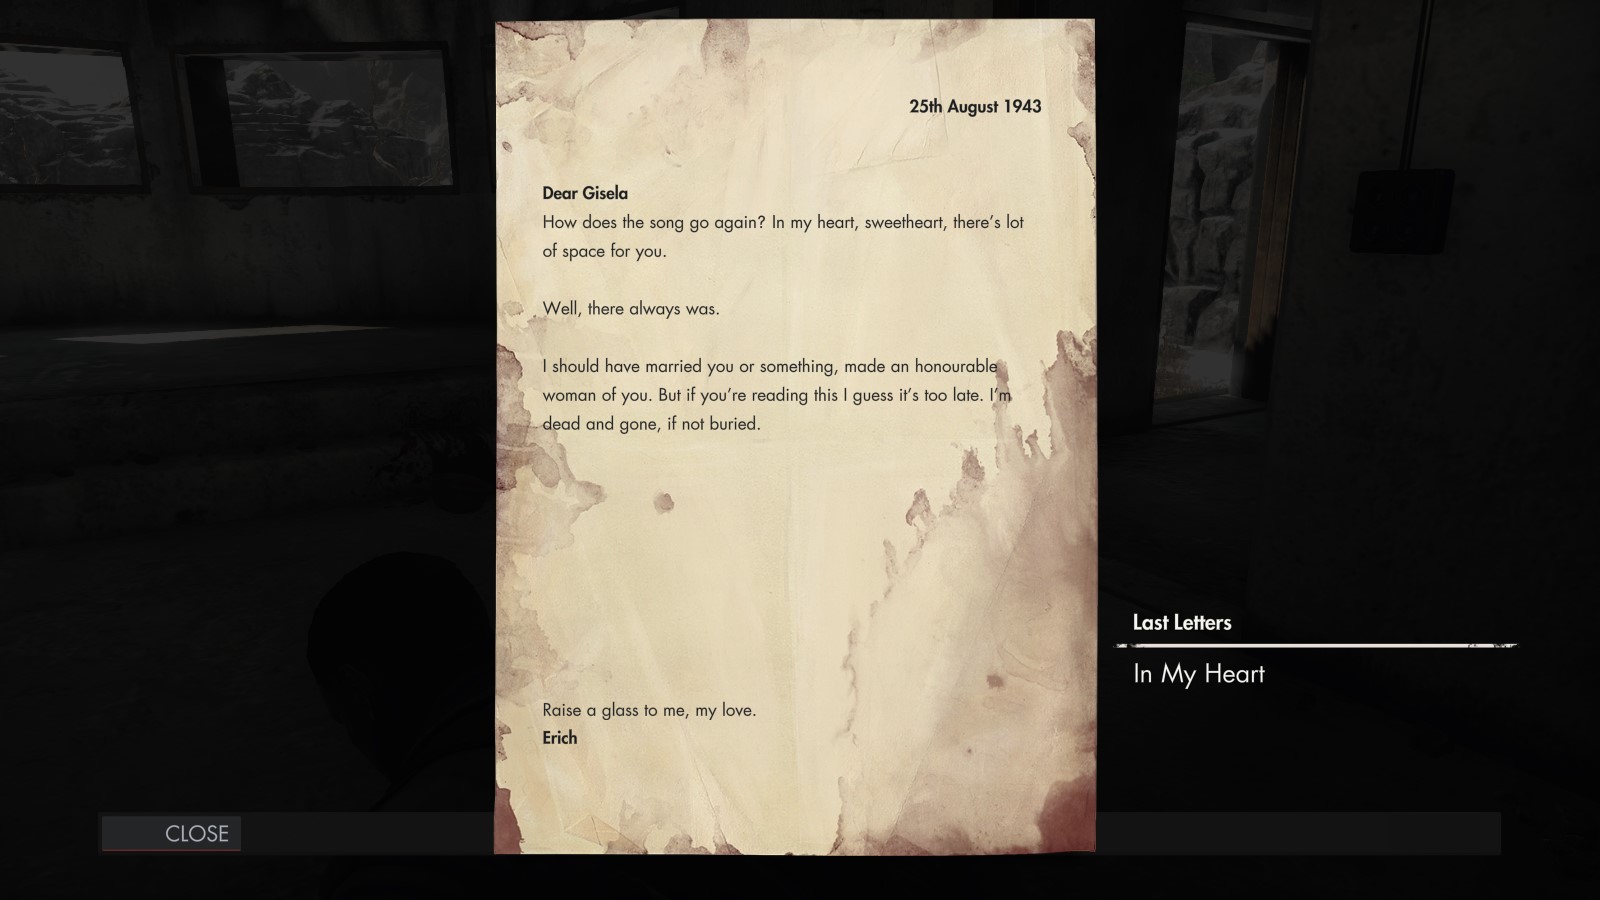 25th August 1943
Dear Gisela
How does the song go again? In my heart, sweetheart, there's lot
of space for you.
Well, there always was.
I should have married you or something, made an honourable
woman of you. But if you're reading this I guess it's too late. I'm
dead and gone, if not buried.
Raise a glass to me, my love.
Erich
Last Letters
In My Heart
CLOSE